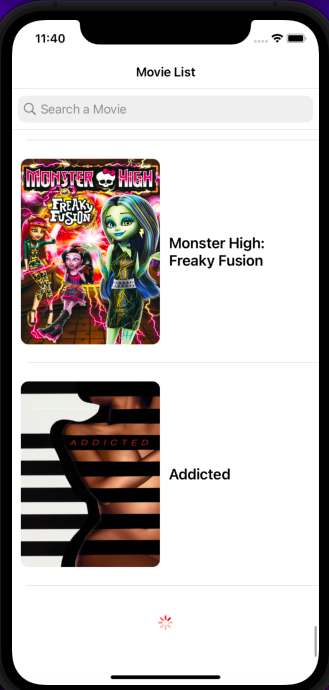 11:40
Movie List
Search a Movie
MONSTER HIGH
FREAKY
FUSION
Monster High:
Freaky Fusion
ADDICTED
Addicted